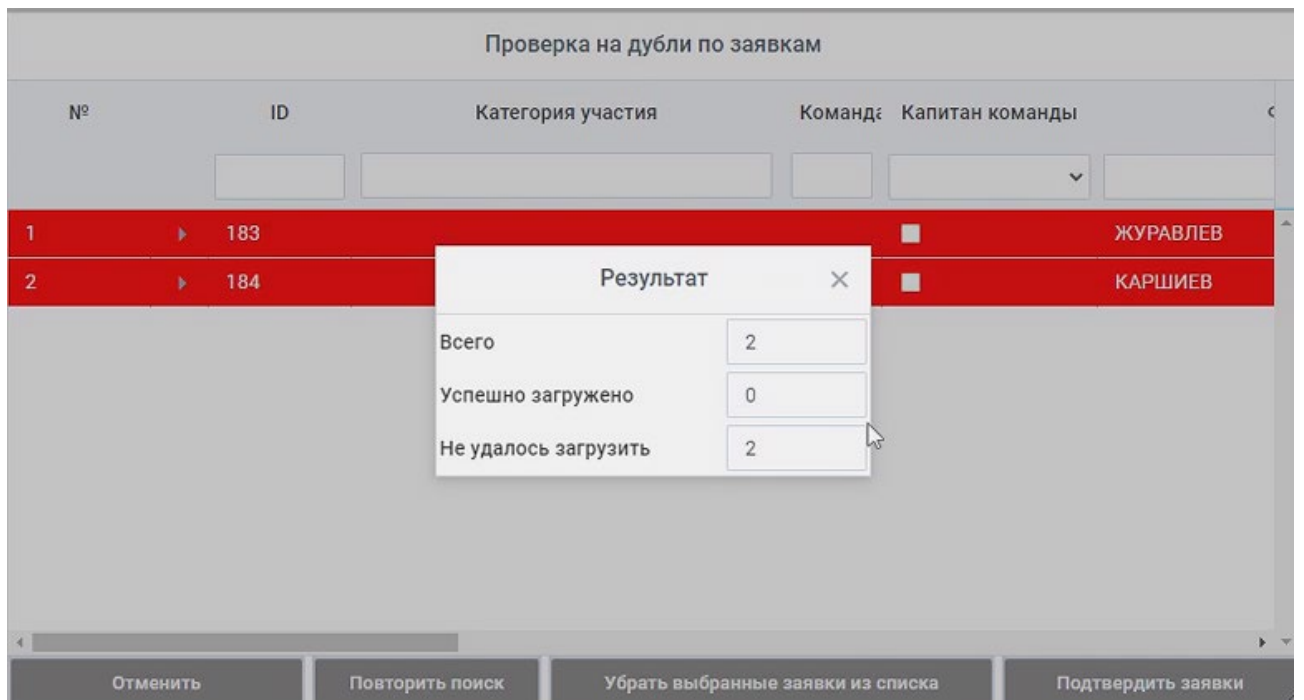 Проверка на дубли по заявкам
№ ID Категория участия Команда Капитан команды
1 183 ЖУРАВЛЕВ
2 184 КАРШИЕВ
Результат
Всего 2
Успешно загружено 0
Не удалось загрузить 2
Отменить Повторить поиск Убрать выбранные заявки из списка Подтвердить заявки